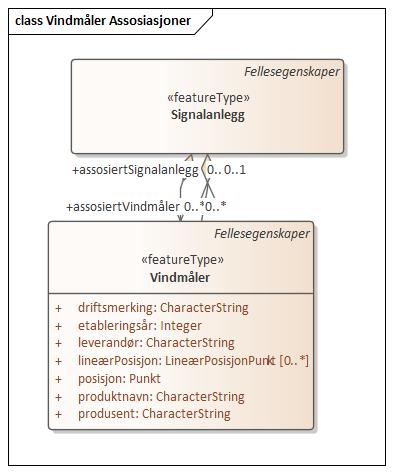 class Vindmåler Assosiasjoner
Fellesegenskaper
«featureType»
Signalanlegg
+assosiertSignalanlegg 0.. 0..1
+assosiertVindmåler 0..*0..*
Fellesegenskaper
«featureType»
Vindmåler
+ driftsmerking: CharacterString
+ etableringsår: Integer
+ leverandør: CharacterString
+ lineærPosisjon: LineærPosisjonPunkt [0..*]
+ posisjon: Punkt
+ produktnavn: CharacterString
+ produsent: CharacterString